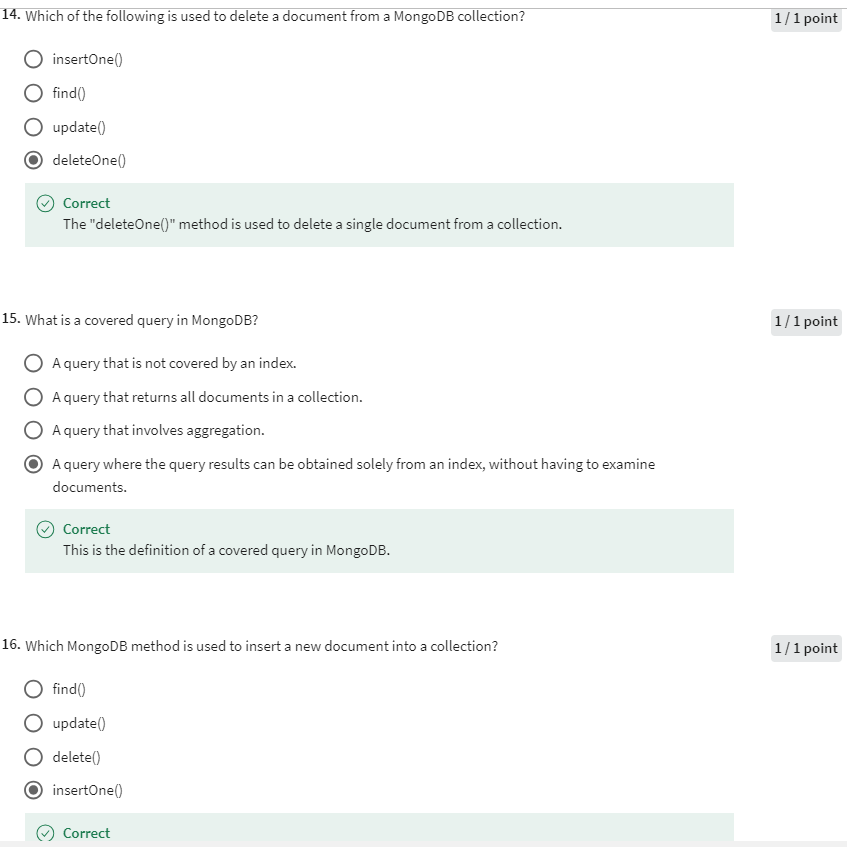 14. Which of the following is used to delete a document from a MongoDB collection?
1 / 1 point
insertOne()
find()
update()
deleteOne()
Correct
The "deleteOne()" method is used to delete a single document from a collection.
15. What is a covered query in MongoDB?
1 / 1 point
A query that is not covered by an index.
A query that returns all documents in a collection.
A query that involves aggregation.
A query where the query results can be obtained solely from an index, without having to examine
documents.
Correct
This is the definition of a covered query in MongoDB.
16. Which MongoDB method is used to insert a new document into a collection?
1 / 1 point
find()
update()
delete()
insertOne()
Correct